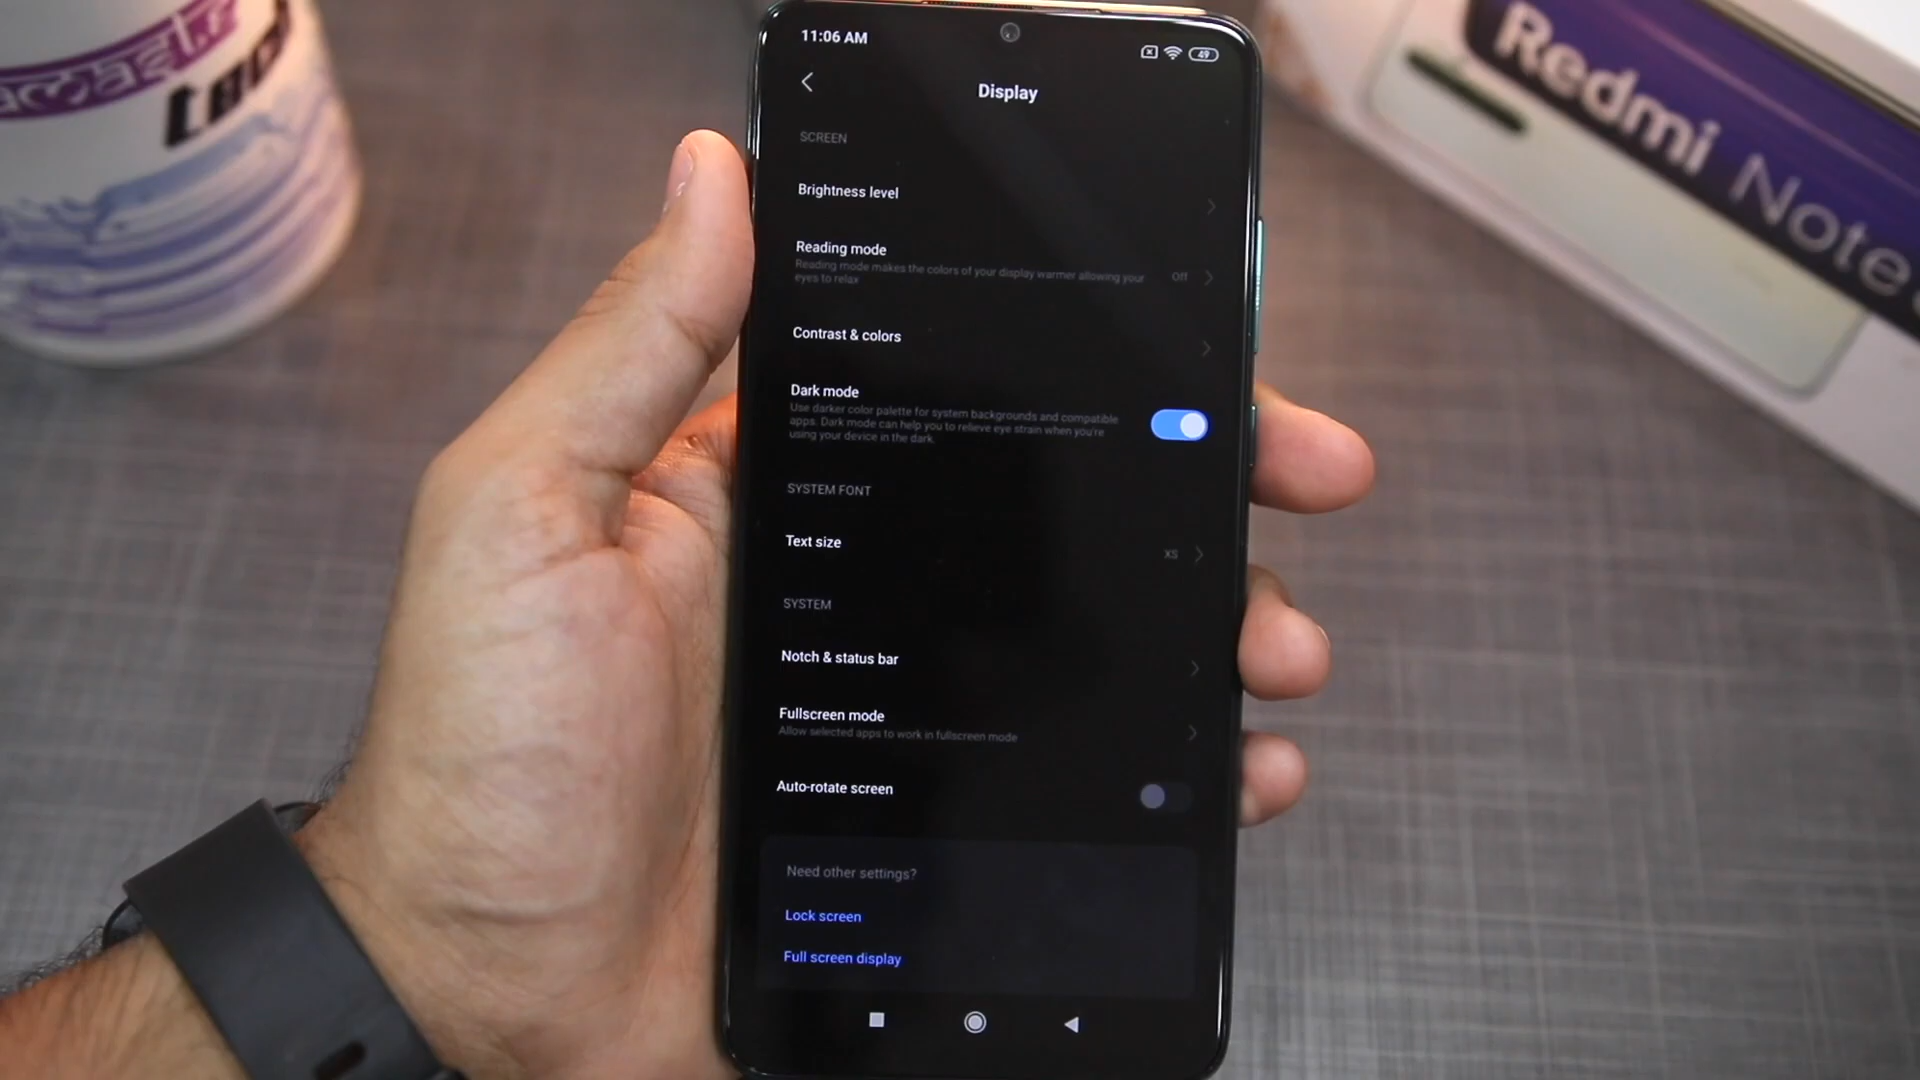 11:06 AM
49
Display
SCREEN
Brightness level
Reading mode
Reading mode makes the colors of your display warmer allowing your
eyes to relax
Off
Contrast & colors
Dark mode
Use darker color palette for system backgrounds and compatible
apps. Dark mode can help you to relieve eye strain when you're
using your device in the dark.
SYSTEM FONT
Text size
XS
SYSTEM
Notch & status bar
Fullscreen mode
Allow selected apps to work in fullscreen mode
Auto-rotate screen
Need other settings?
Lock screen
Full screen display
Redmi Note